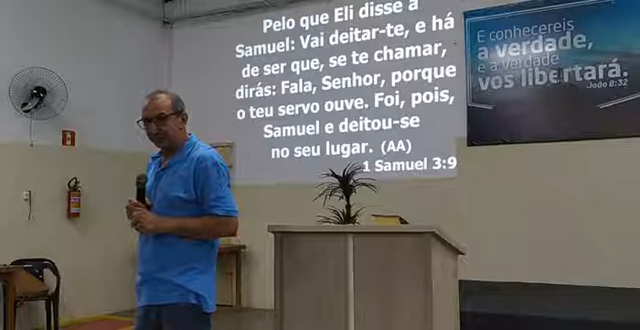 Pelo que Eli disse a
Samuel: Vai deitar-te, e há
de ser que, se te chamar,
dirás: Fala, Senhor, porque
o teu servo ouve. Foi, pois,
Samuel e deitou-se
no seu lugar. (AA)
1 Samuel 3:9
E conhecereis
a verdade,
e a verdade
vos libertará.
João 8:32